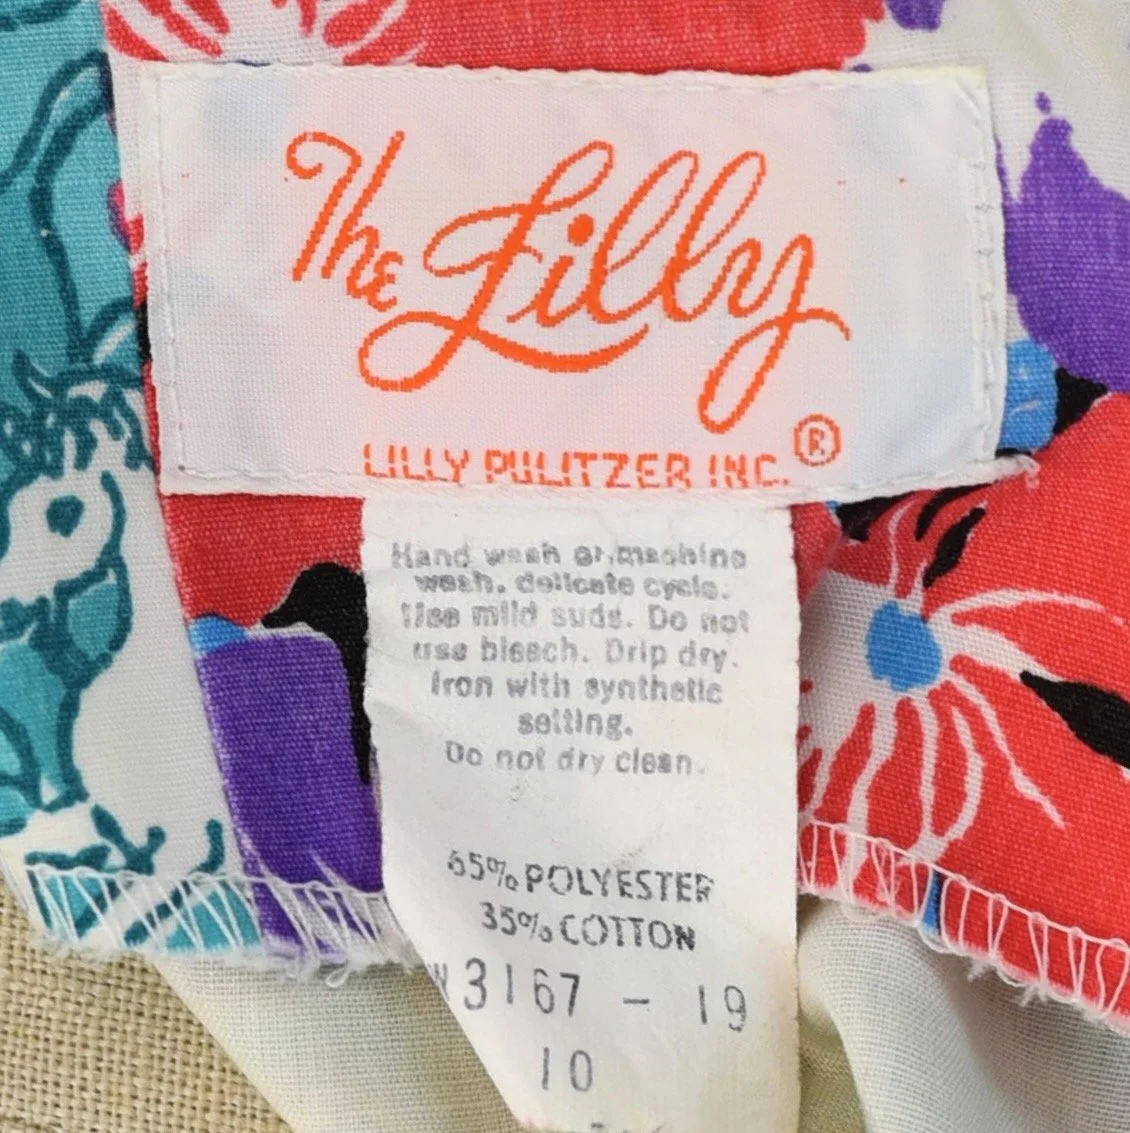 The Lilly
®
LILLY PULITZER INC.
Hand wash or machine
wash. delicate cycle.
Use mild suds. Do not
use bleach. Drip dry.
Iron with synthetic
setting.
Do not dry clean.
65% POLYESTER
35% COTTON
W 3167 - 19
10